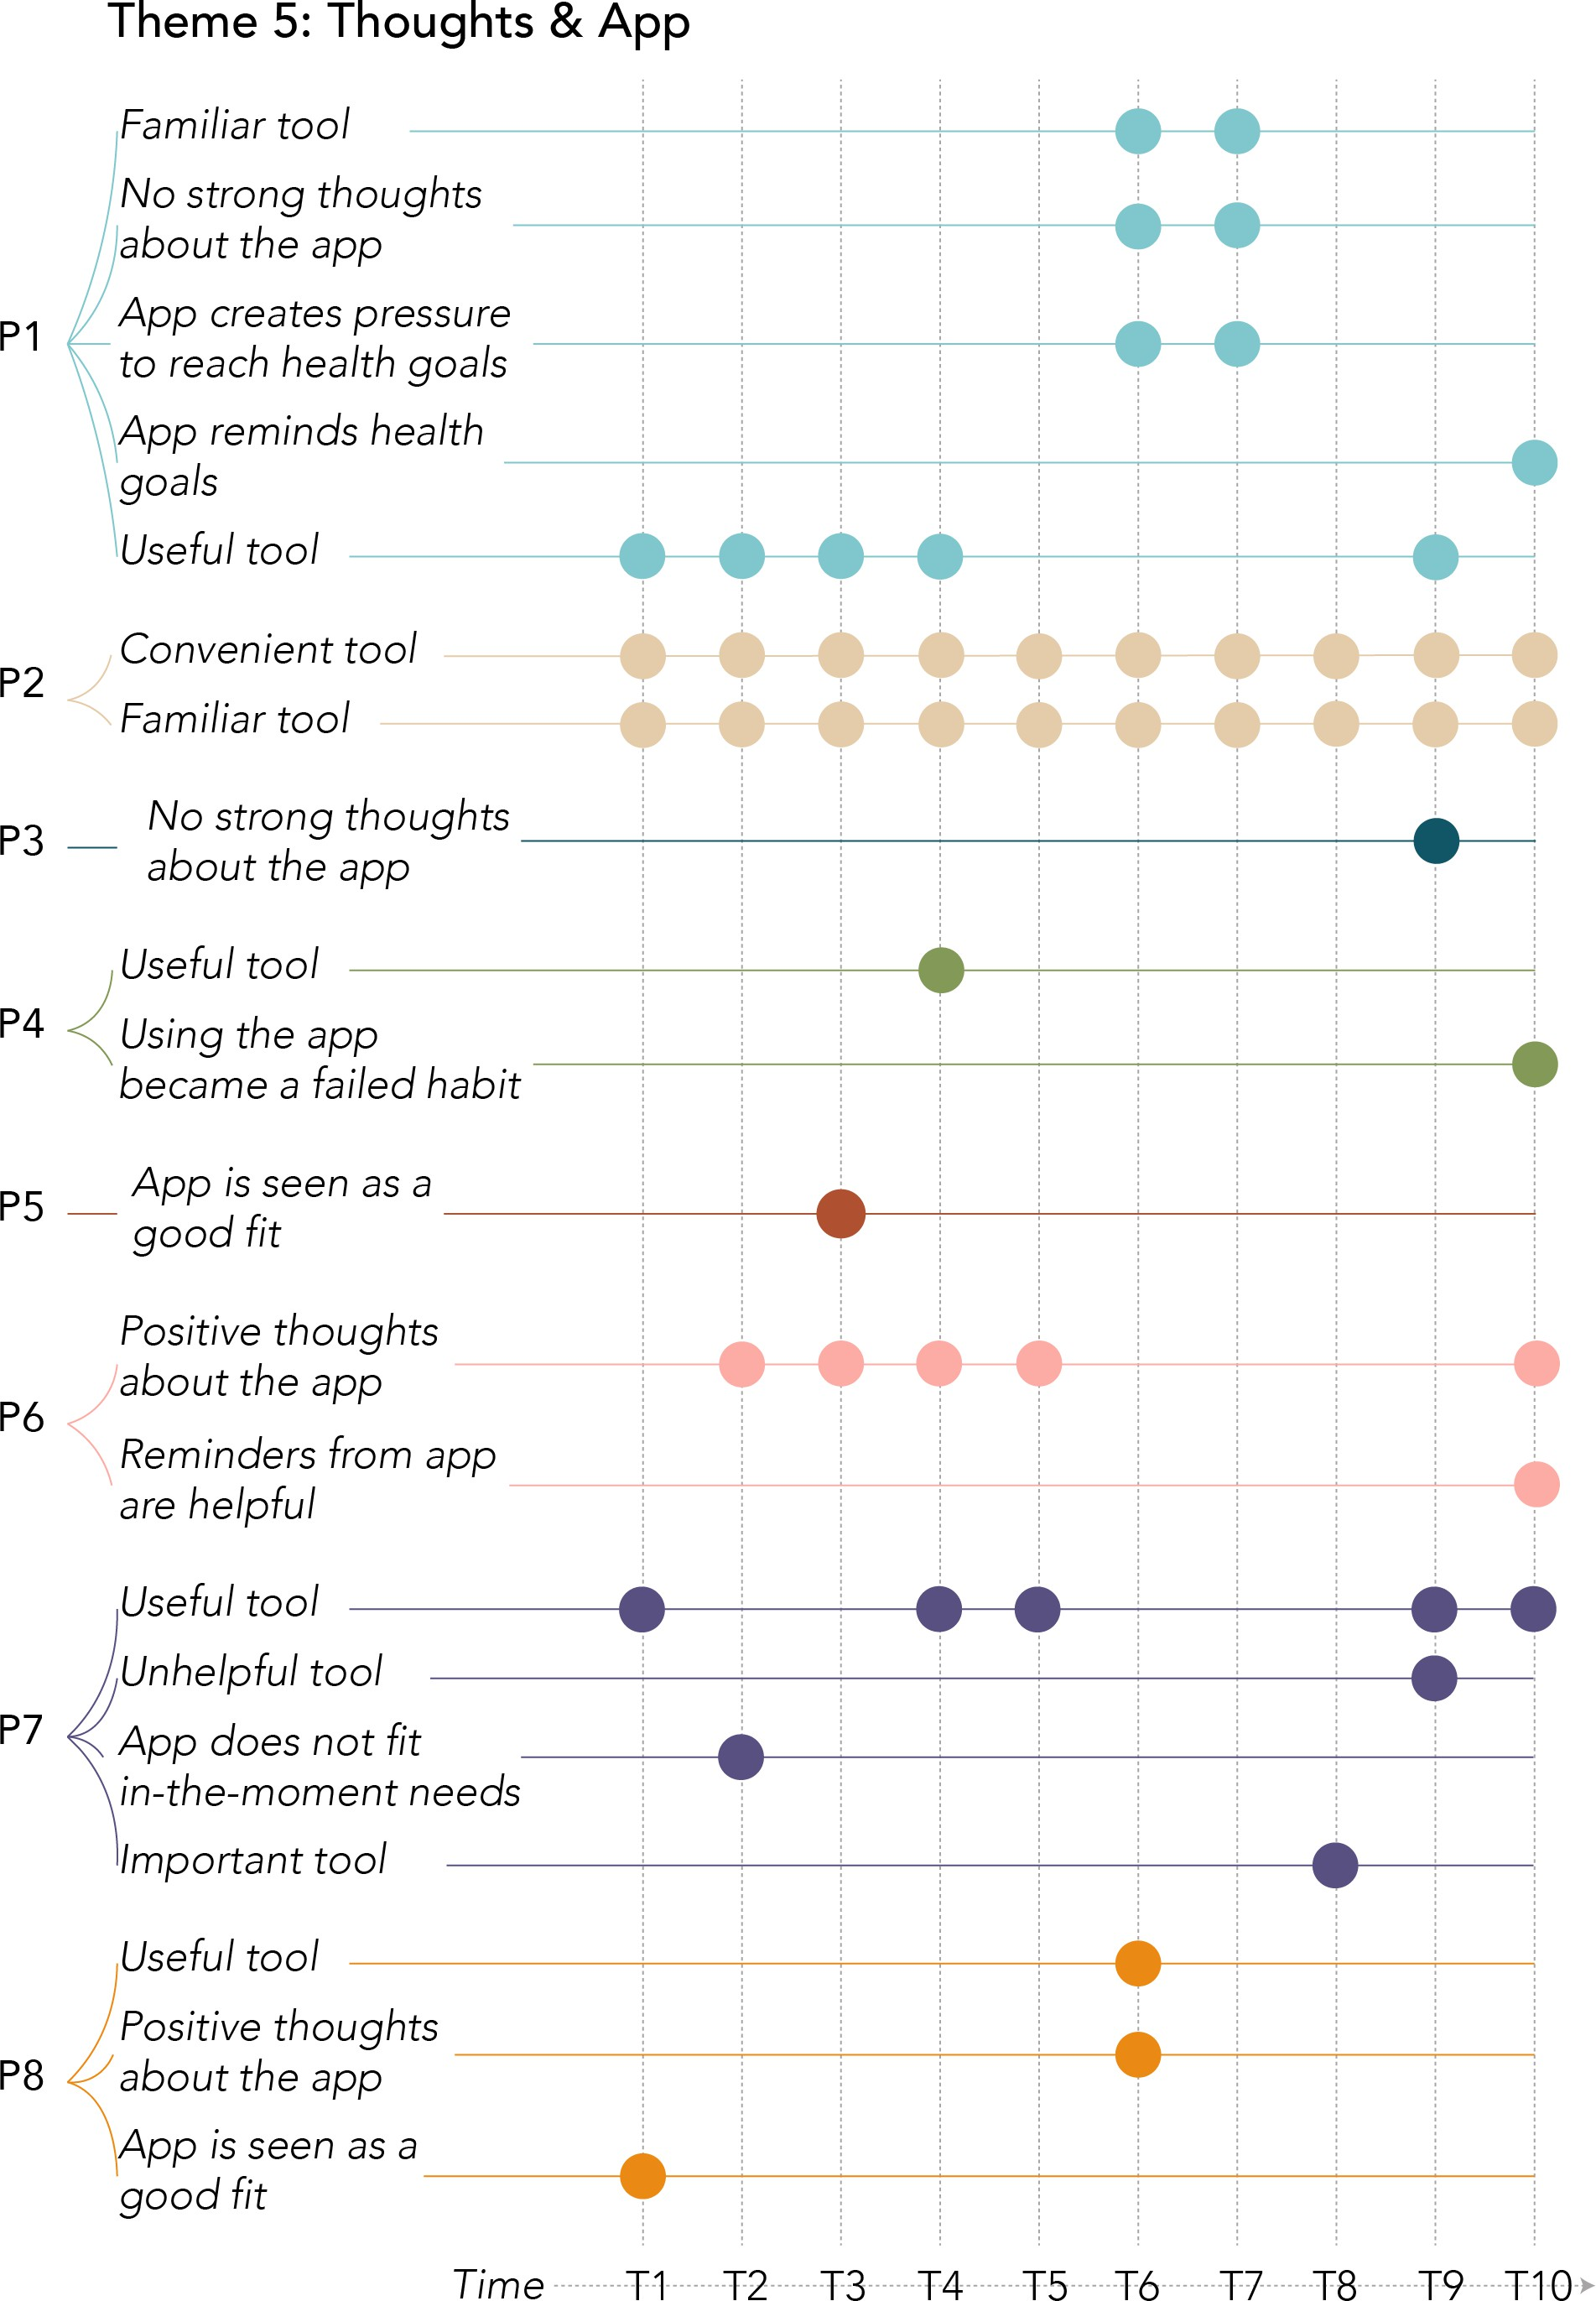 Theme 5: Thoughts & App
Familiar tool
No strong thoughts
about the app
P1
App creates pressure
to reach health goals
App reminds health
goals
Useful tool
P2
Convenient tool
Familiar tool
P3
No strong thoughts
about the app
P4
Useful tool
Using the app
became a failed habit
P5
App is seen as a
good fit
P6
Positive thoughts
about the app
Reminders from app
are helpful
P7
Useful tool
Unhelpful tool
App does not fit
in-the-moment needs
Important tool
P8
Useful tool
Positive thoughts
about the app
App is seen as a
good fit
Time T1 T2 T3 T4 T5 T6 T7 T8 T9 T10